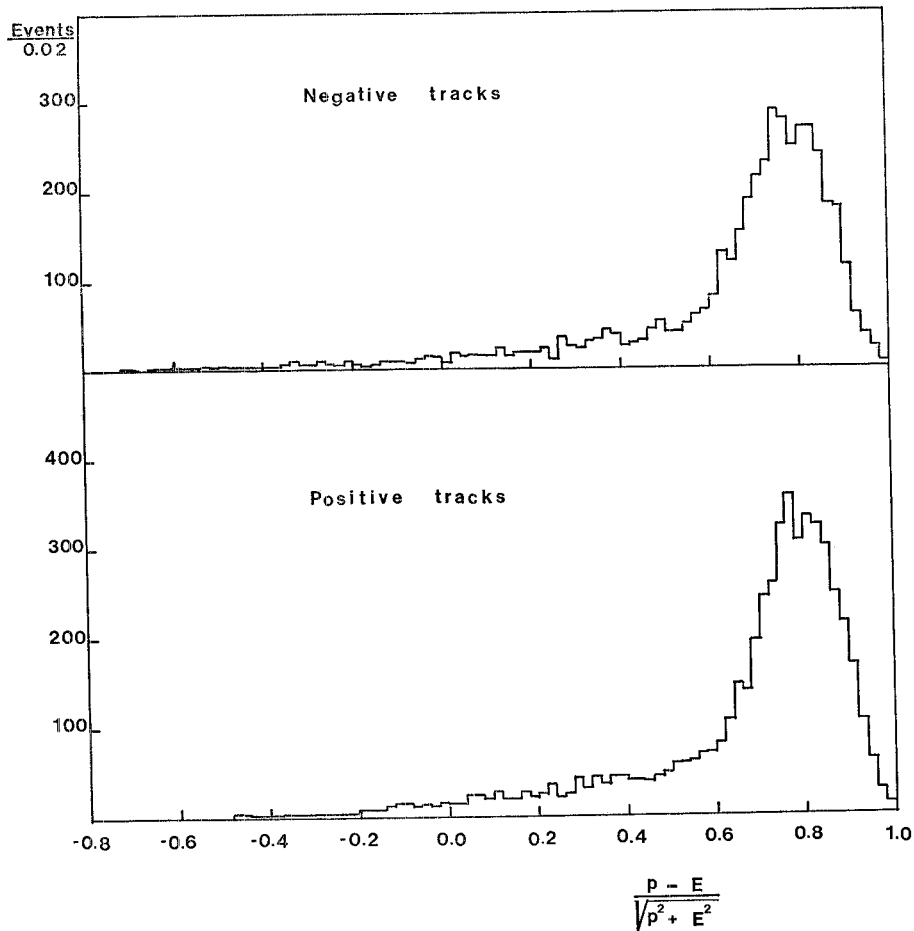 Events
0.02
300
200
100
Negative tracks
400
300
200
100
Positive tracks
-0.8 -0.6 -0.4 -0.2 0.0 0.2 0.4 0.6 0.8 1.0
p - E
√p² + E²